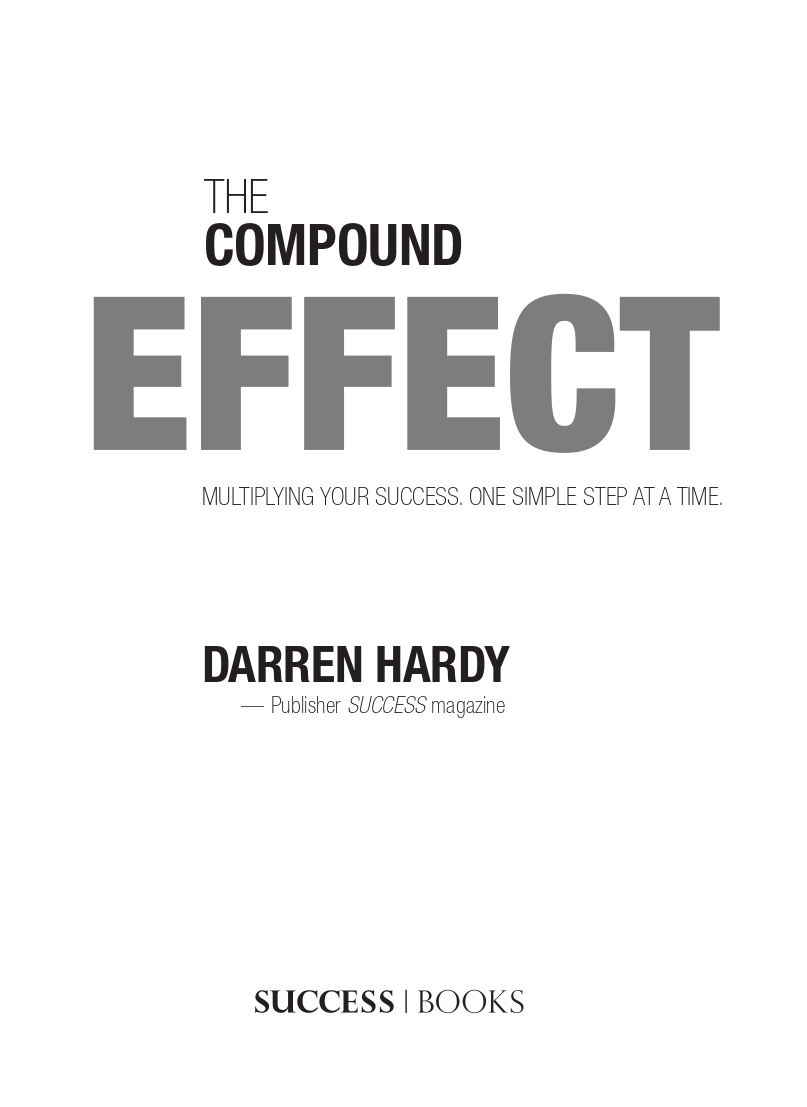 THE
COMPOUND
EFFECT
MULTIPLYING YOUR SUCCESS. ONE SIMPLE STEP AT A TIME.
DARREN HARDY
— Publisher SUCCESS magazine
SUCCESS | BOOKS